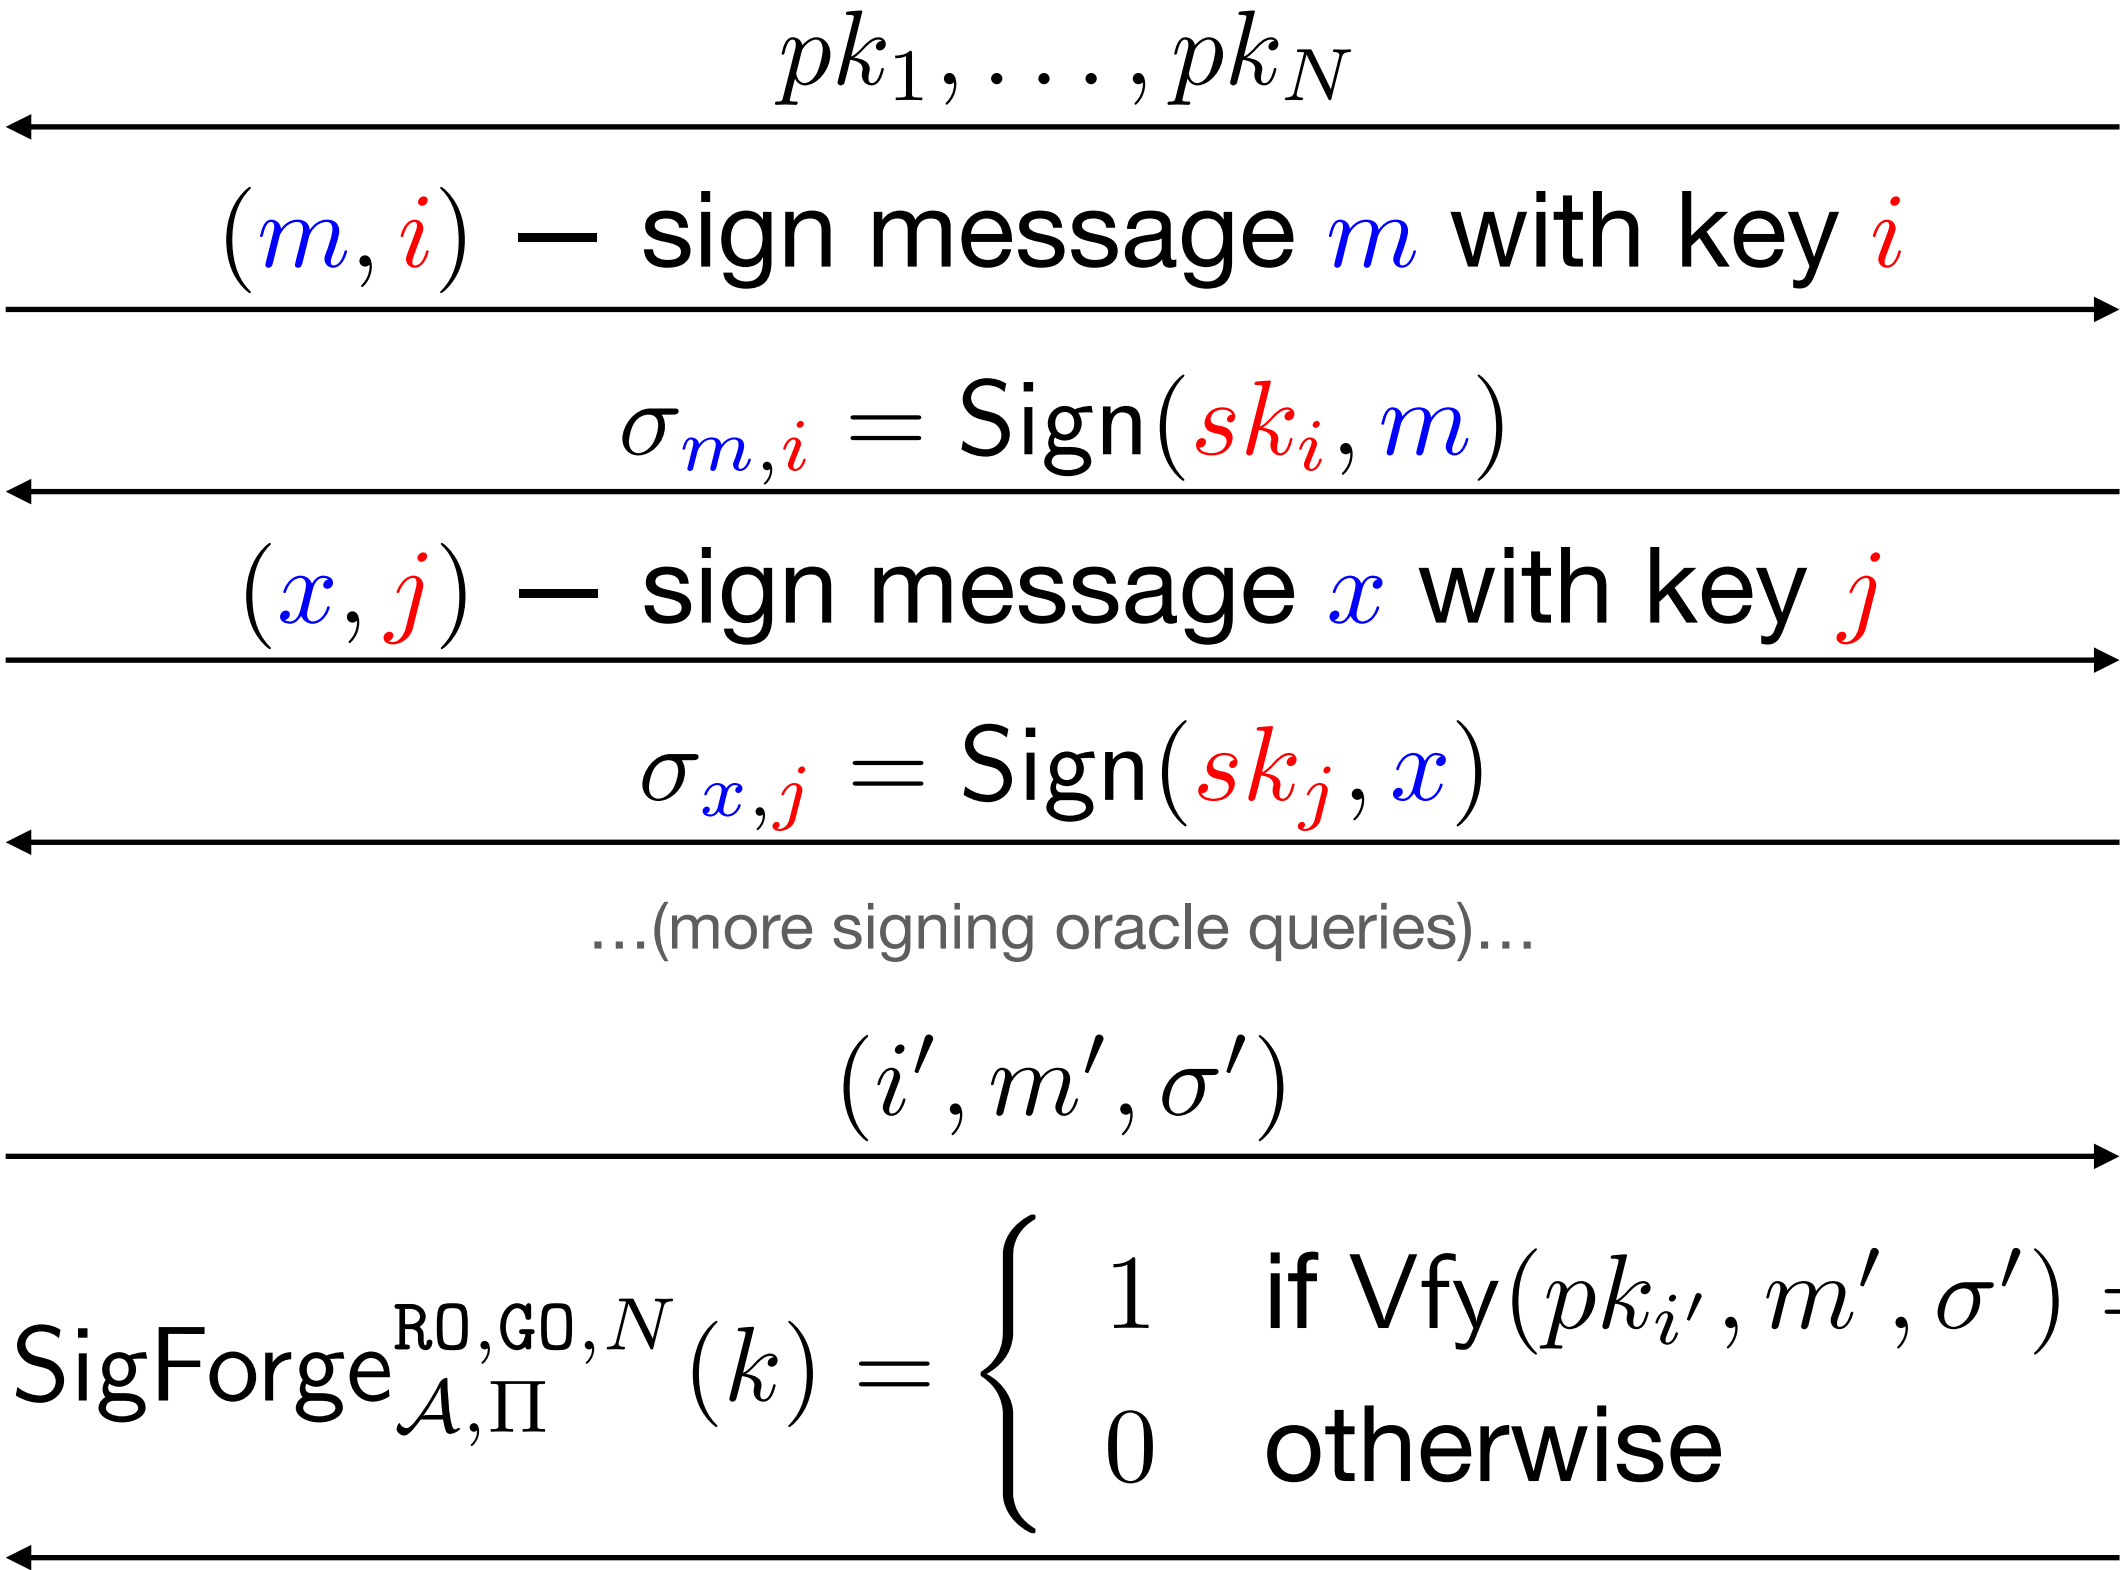 pk_1, . . . , pk_N
(m, i) — sign message m with key i
σ_{m,i} = Sign(sk_i, m)
(x, j) — sign message x with key j
σ_{x,j} = Sign(sk_j, x)
…(more signing oracle queries)…
(i′, m′, σ′)
SigForge^{RO,GO,N}_{A,Π}(k) = { 1 if Vfy(pk_{i′}, m′, σ′) =
0 otherwise